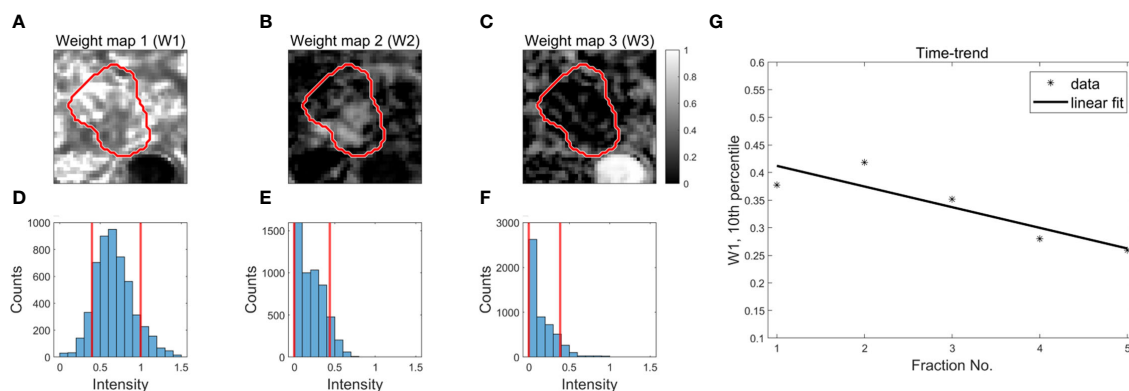 A
Weight map 1 (W1)
B
Weight map 2 (W2)
C
Weight map 3 (W3)
1
0.8
0.6
0.4
0.2
0
D
1000
800
600
400
200
0
Counts
0 0.5 1 1.5
Intensity
E
1500
1000
500
0
Counts
0 0.5 1 1.5
Intensity
F
3000
2000
1000
0
Counts
0 0.5 1 1.5
Intensity
G
Time-trend
0.6
0.55
0.5
0.45
0.4
0.35
0.3
0.25
0.2
0.15
0.1
W1, 10th percentile
data
linear fit
1 2 3 4 5
Fraction No.